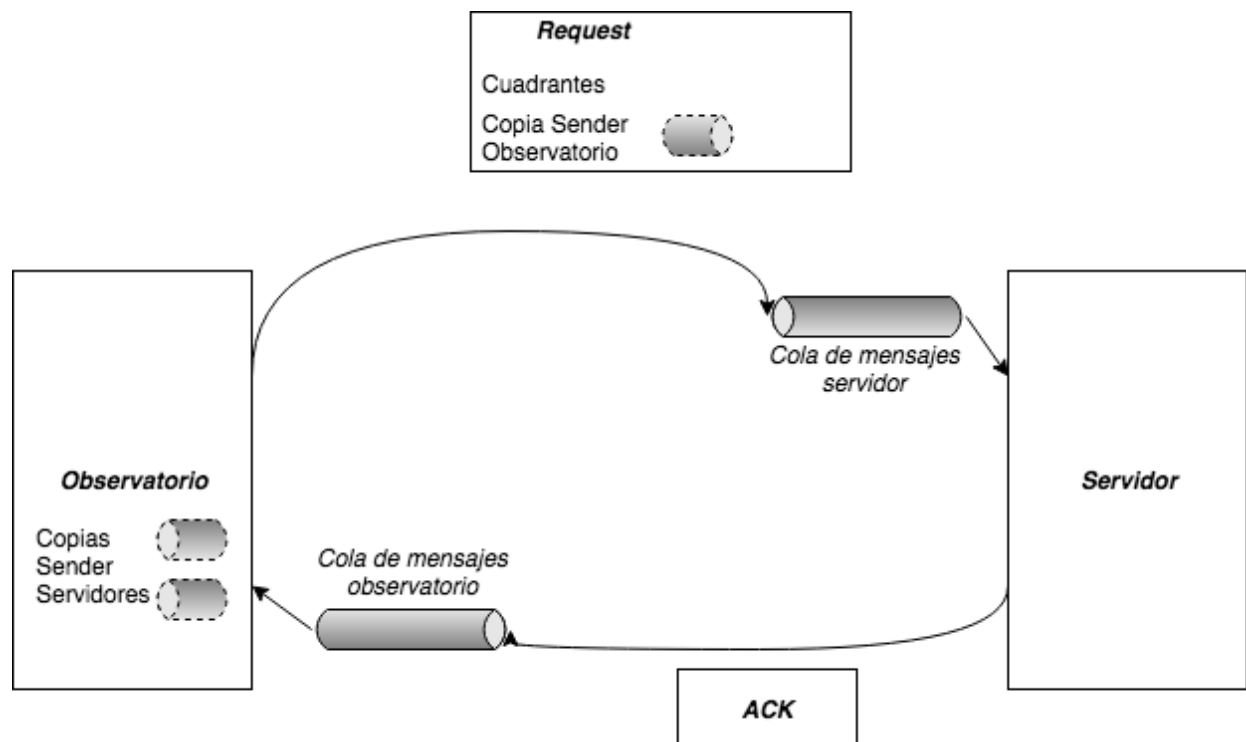 Request
Cuadrantes
Copia Sender
Observatorio
Cola de mensajes
servidor
Observatorio
Copias
Sender
Servidores
Cola de mensajes
observatorio
Servidor
ACK